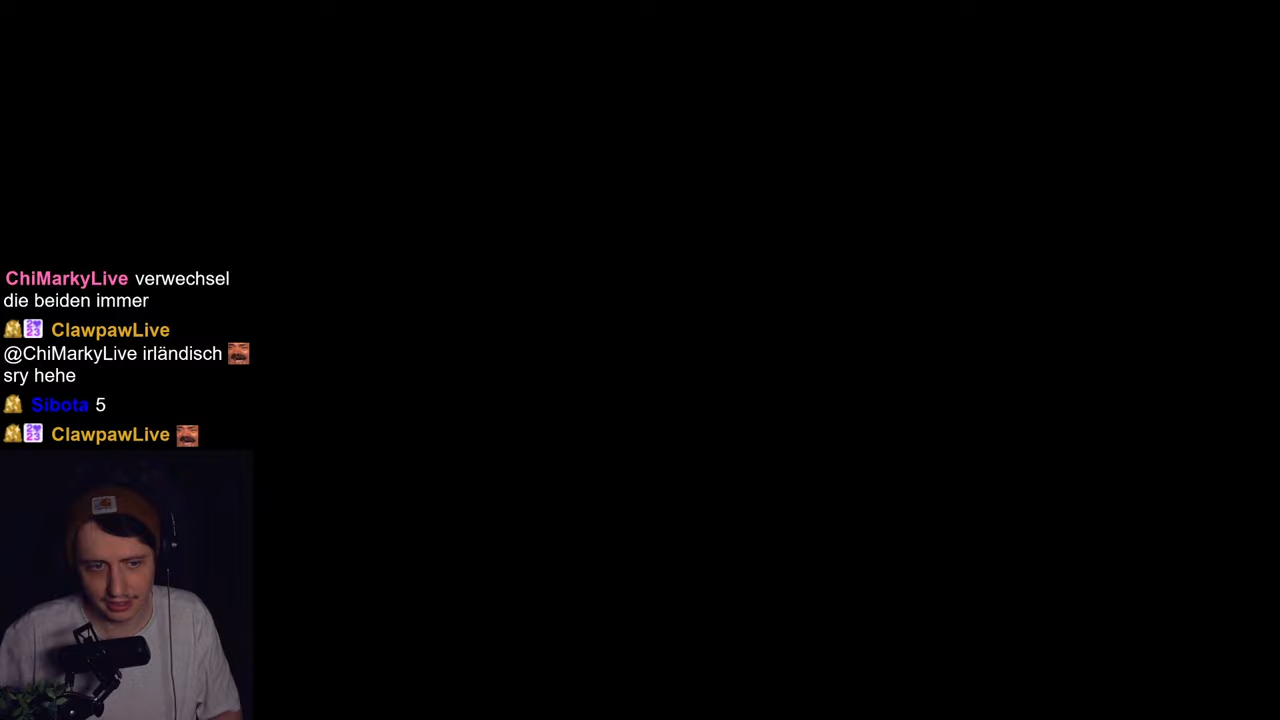 ChiMarkyLive verwechsel
die beiden immer
ClawpawLive
@ChiMarkyLive irländisch
sry hehe
Sibota 5
ClawpawLive